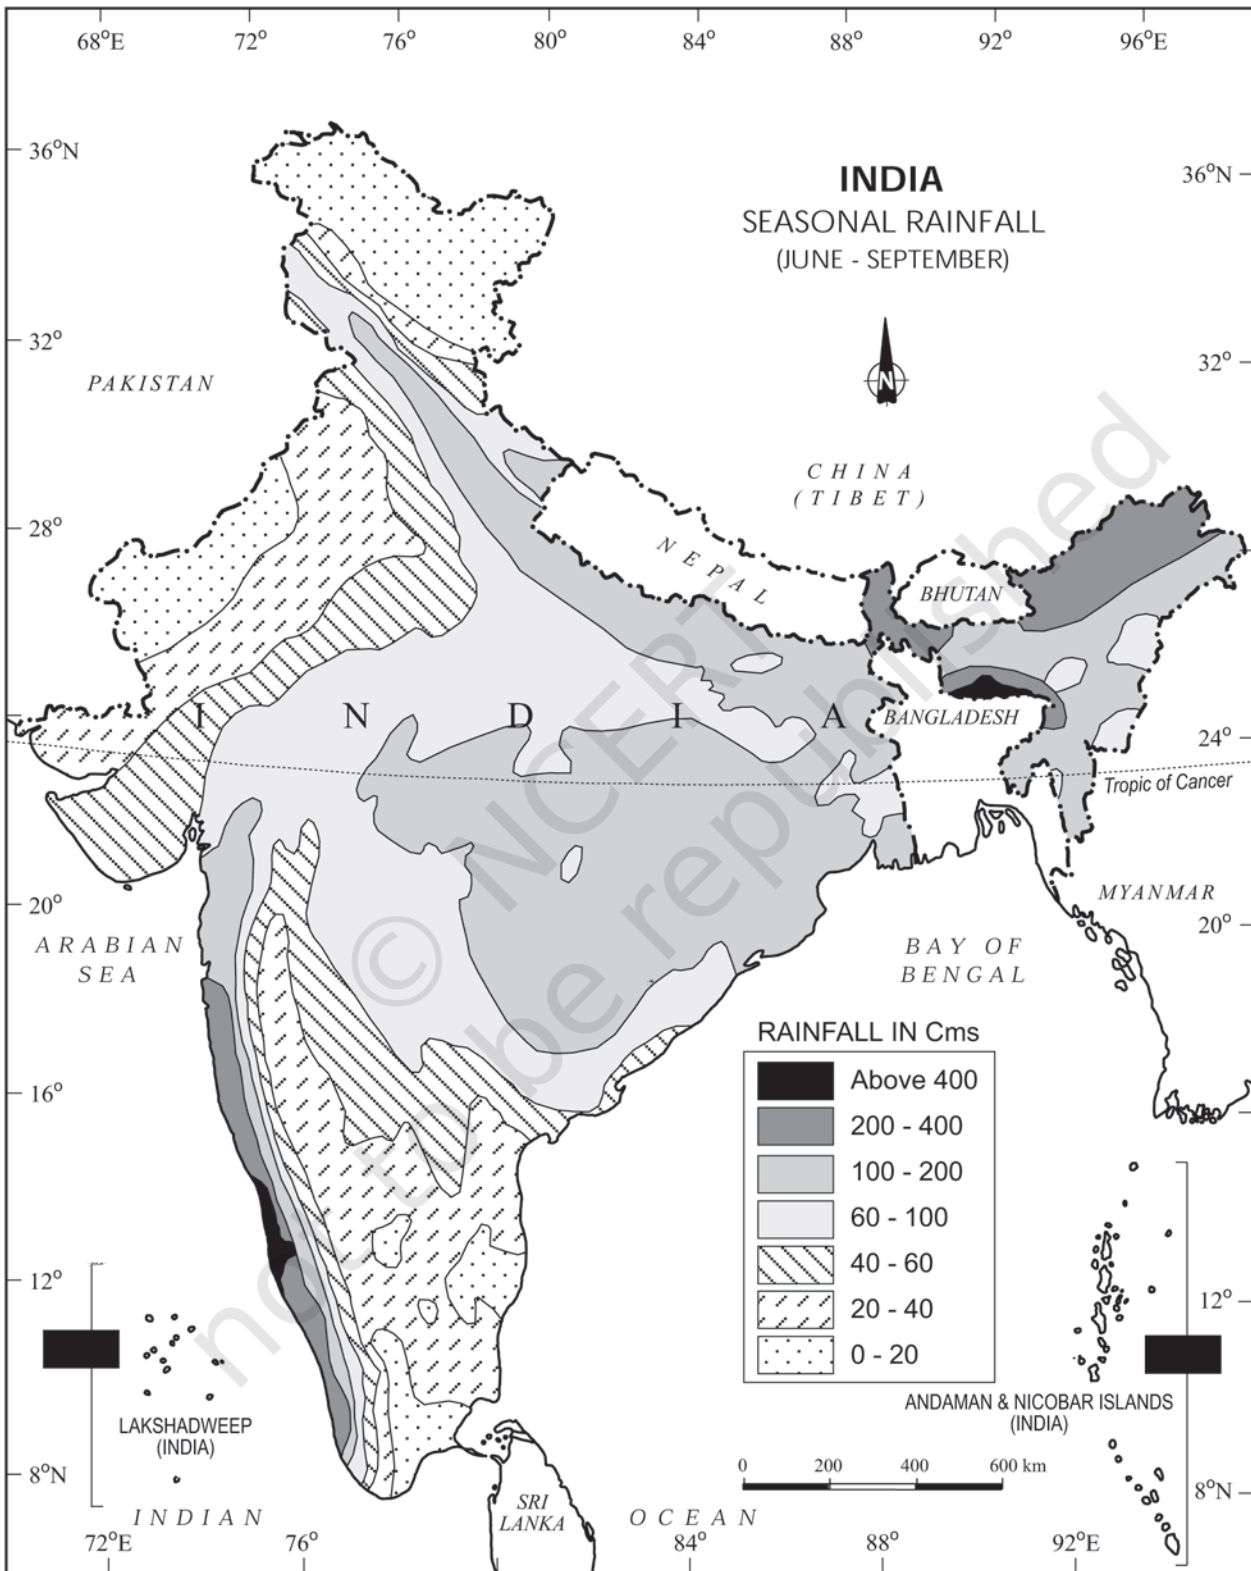 68°E 72° 76° 80° 84° 88° 92° 96°E
36°N
36°N
INDIA
SEASONAL RAINFALL
(JUNE - SEPTEMBER)
N
32°
32°
PAKISTAN
CHINA
(TIBET)
28°
NEPAL
BHUTAN
I N D I A
BANGLADESH
24°
Tropic of Cancer
MYANMAR
20°
20°
ARABIAN
SEA
BAY OF
BENGAL
© NCERT
not to be republished
RAINFALL IN Cms
Above 400
200 - 400
100 - 200
60 - 100
40 - 60
20 - 40
0 - 20
16°
12°
12°
LAKSHADWEEP
(INDIA)
ANDAMAN & NICOBAR ISLANDS
(INDIA)
0 200 400 600 km
8°N
8°N
SRI
LANKA
INDIAN OCEAN
72°E 76° 84° 88° 92°E